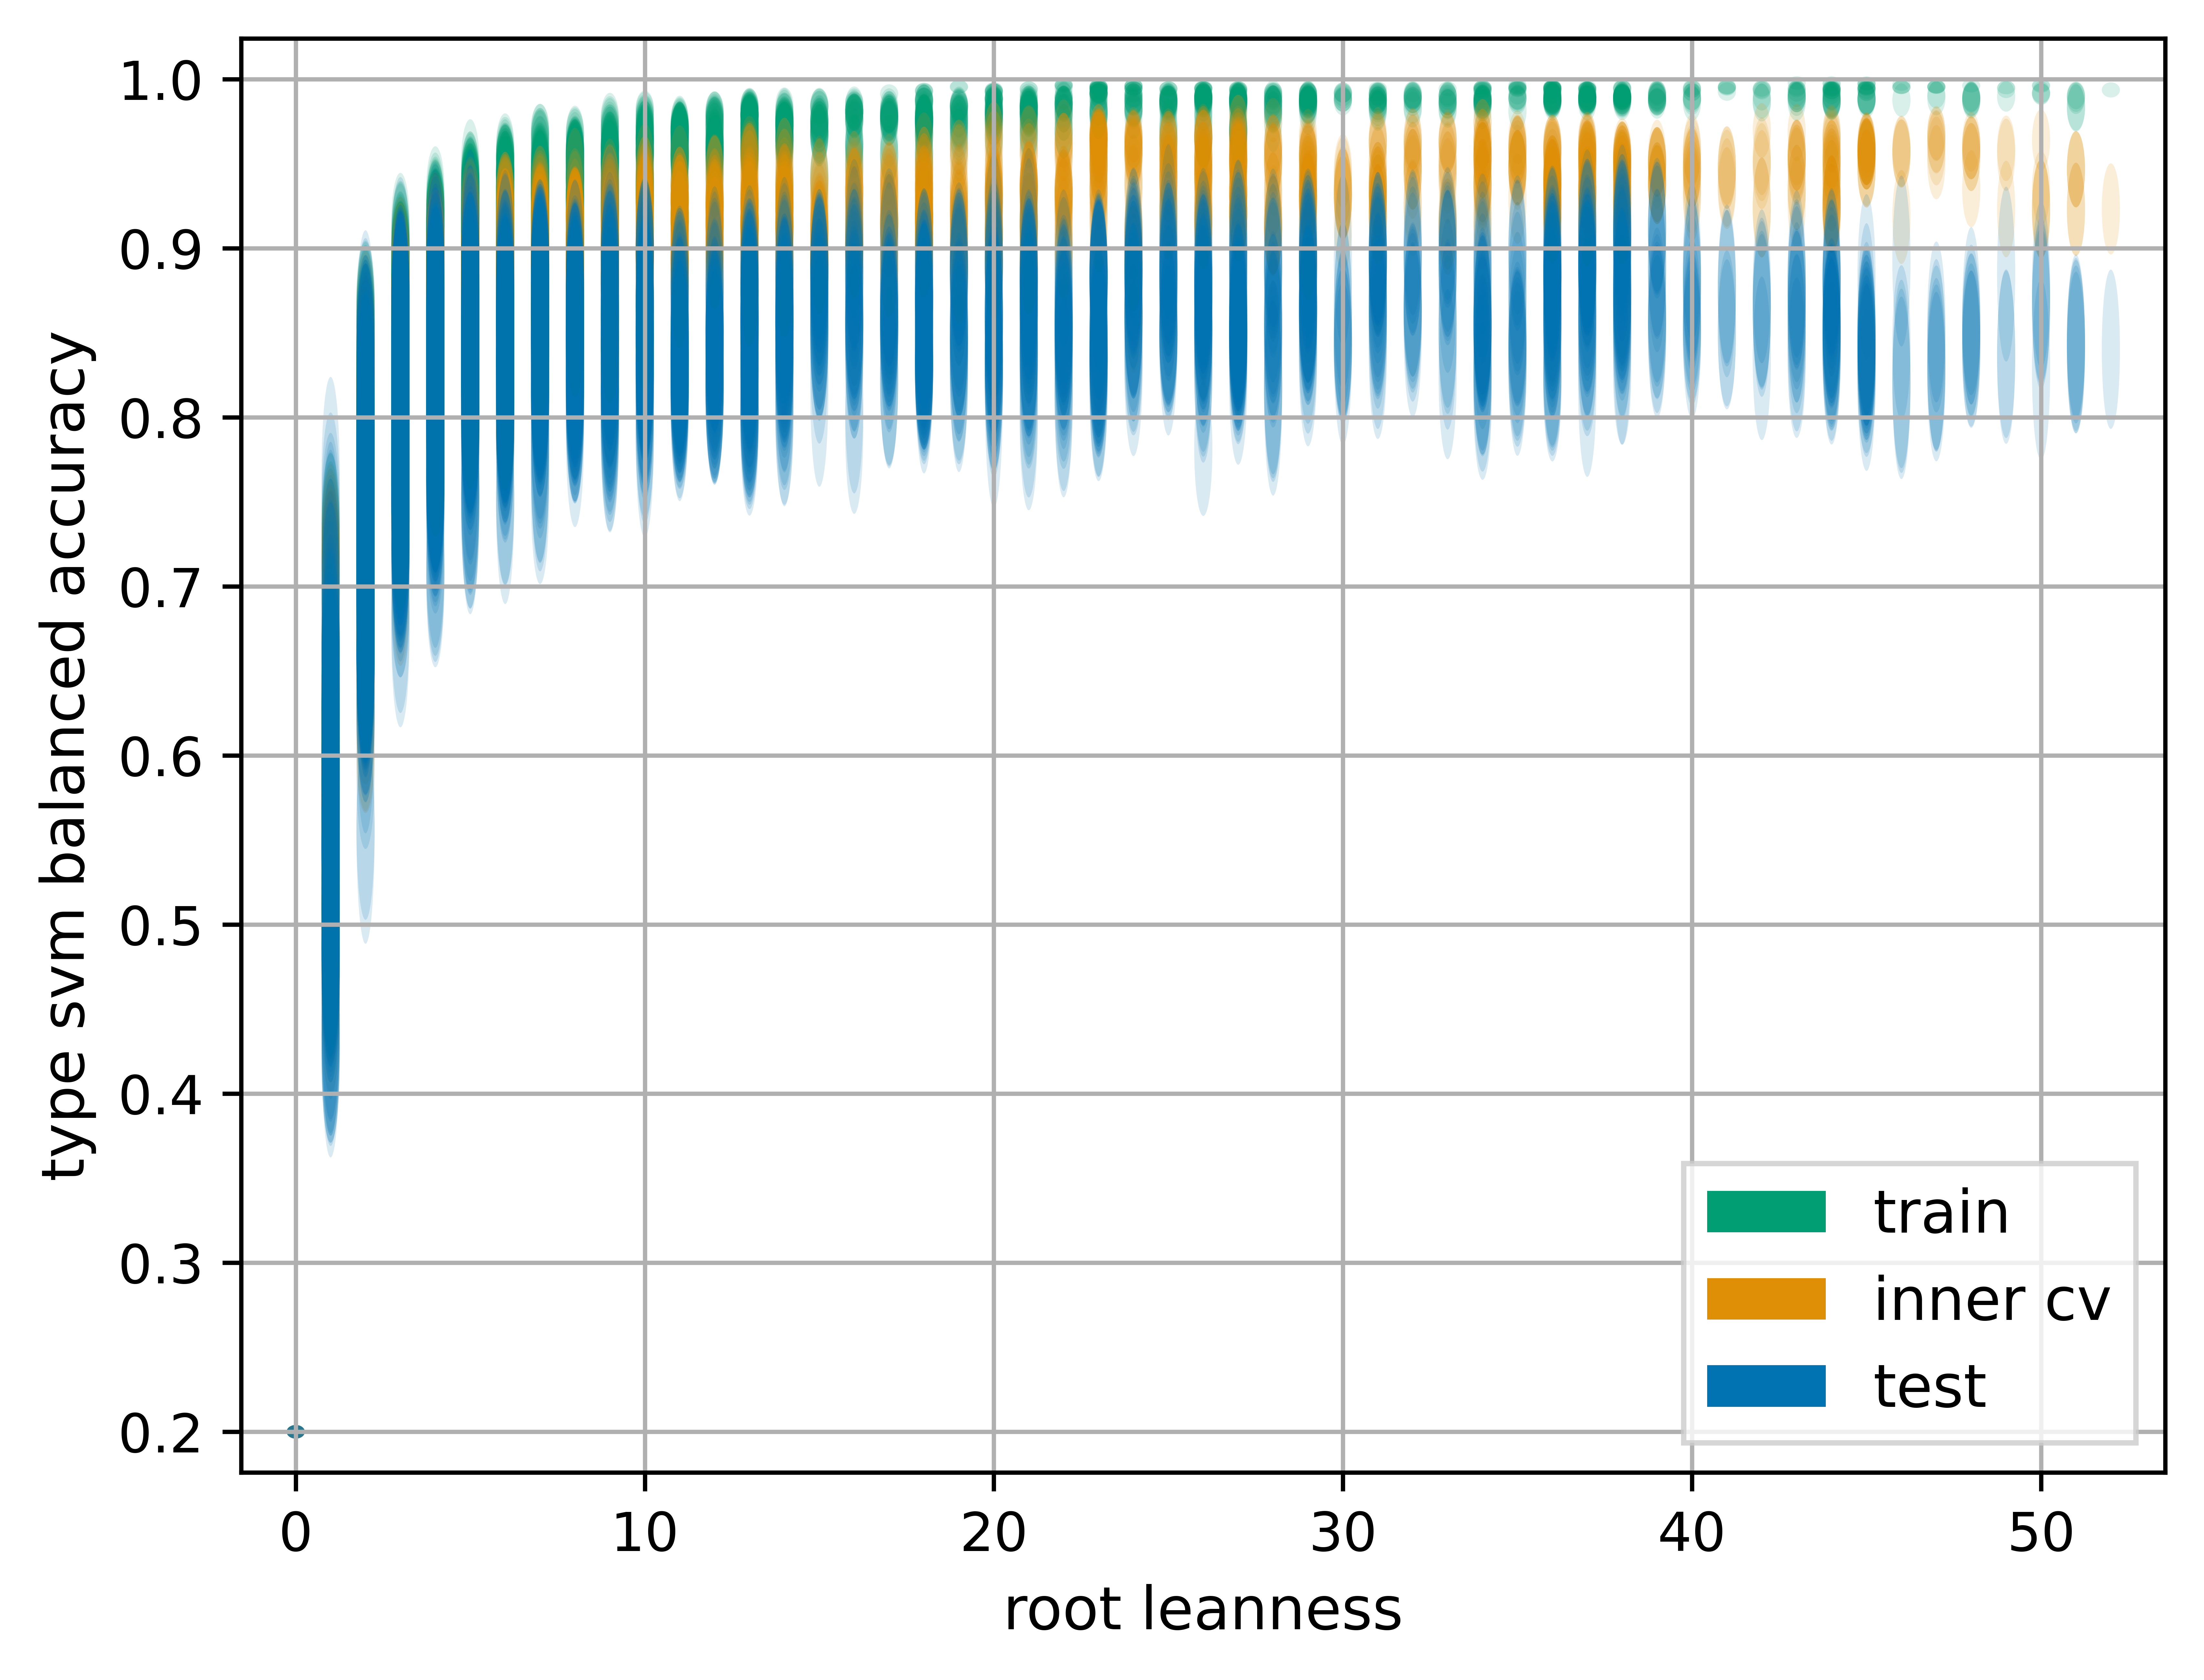 type svm balanced accuracy
1.0
0.9
0.8
0.7
0.6
0.5
0.4
0.3
0.2
0 10 20 30 40 50
root leanness
train
inner cv
test